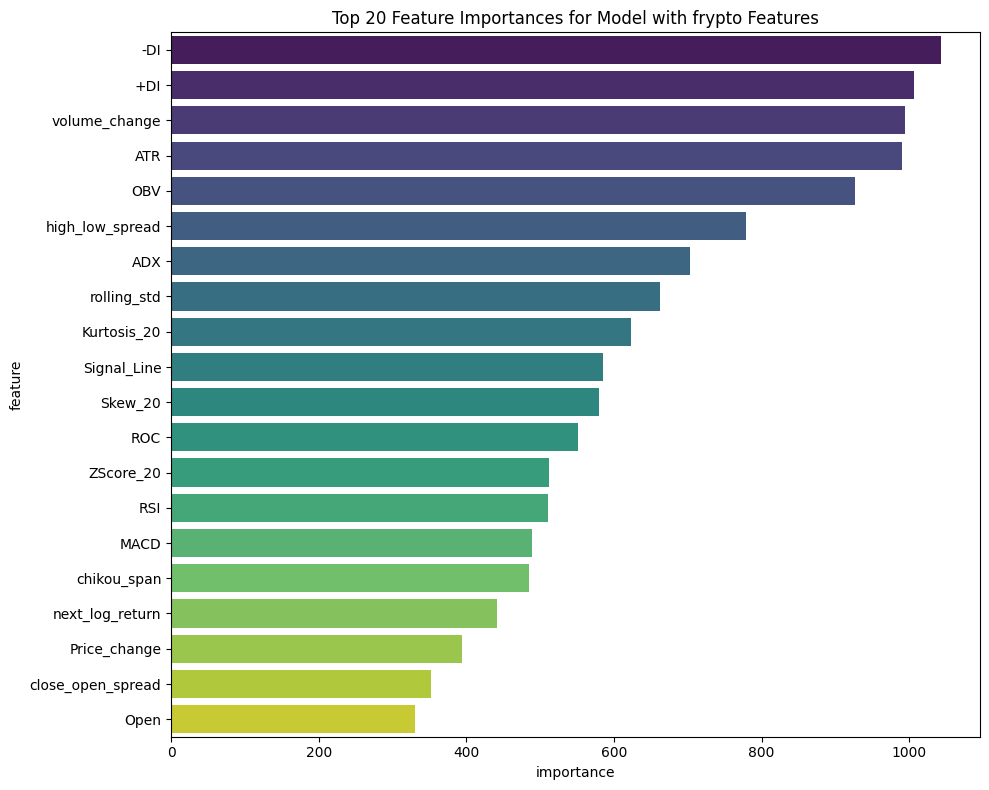 Top 20 Feature Importances for Model with frypto Features
-DI
+DI
volume_change
ATR
OBV
high_low_spread
ADX
rolling_std
Kurtosis_20
Signal_Line
Skew_20
ROC
ZScore_20
RSI
MACD
chikou_span
next_log_return
Price_change
close_open_spread
Open
feature
0 200 400 600 800 1000
importance